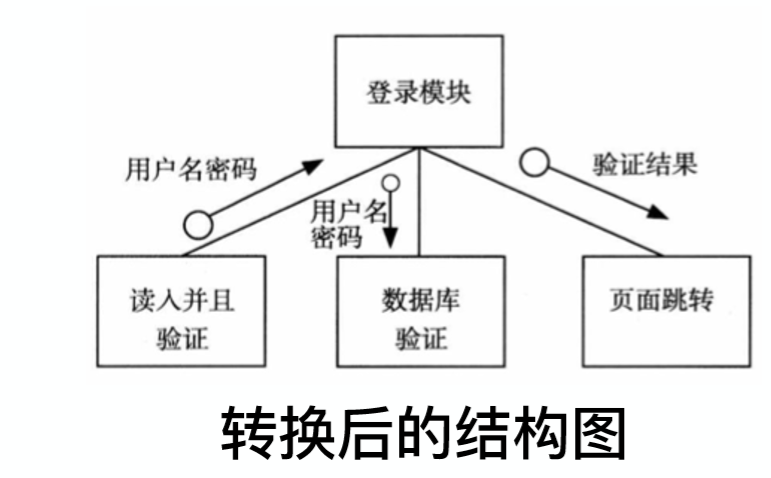 登录模块
用户名密码
验证结果
用户名
密码
读入并且
验证
数据库
验证
页面跳转
转换后的结构图